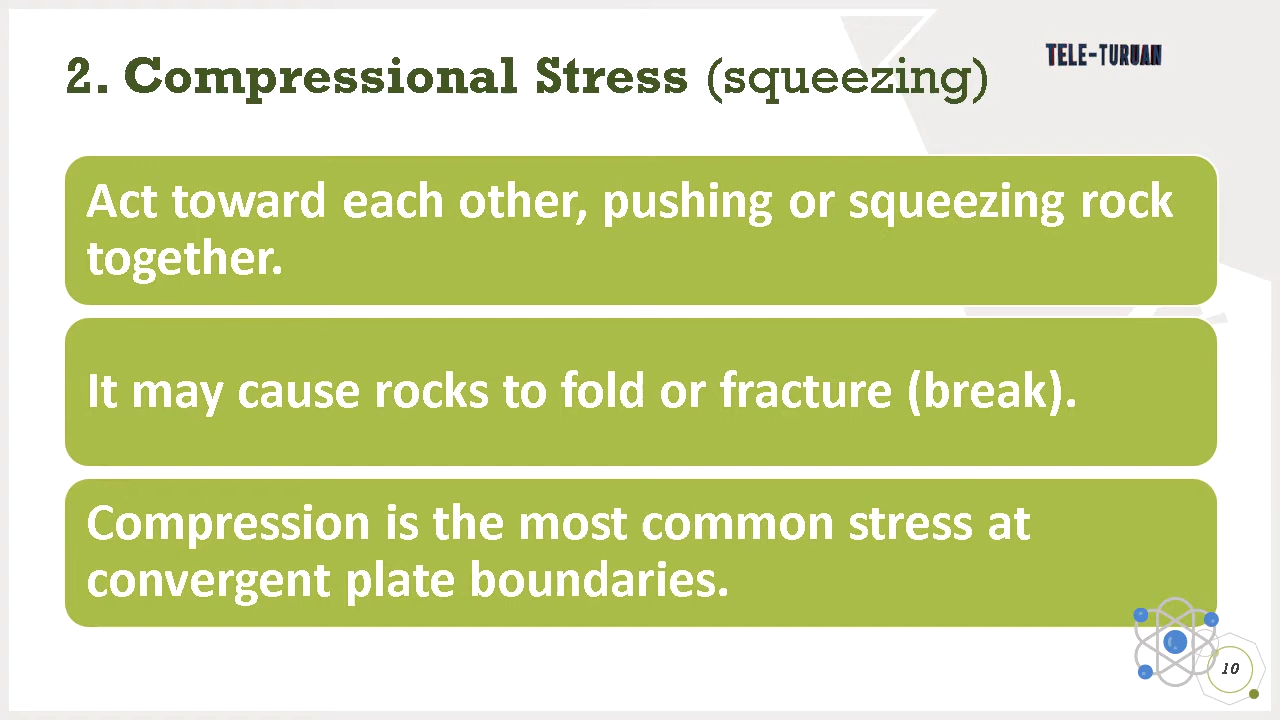 2. Compressional Stress (squeezing)
TELE-TURUAN
Act toward each other, pushing or squeezing rock
together.
It may cause rocks to fold or fracture (break).
Compression is the most common stress at
convergent plate boundaries.
10